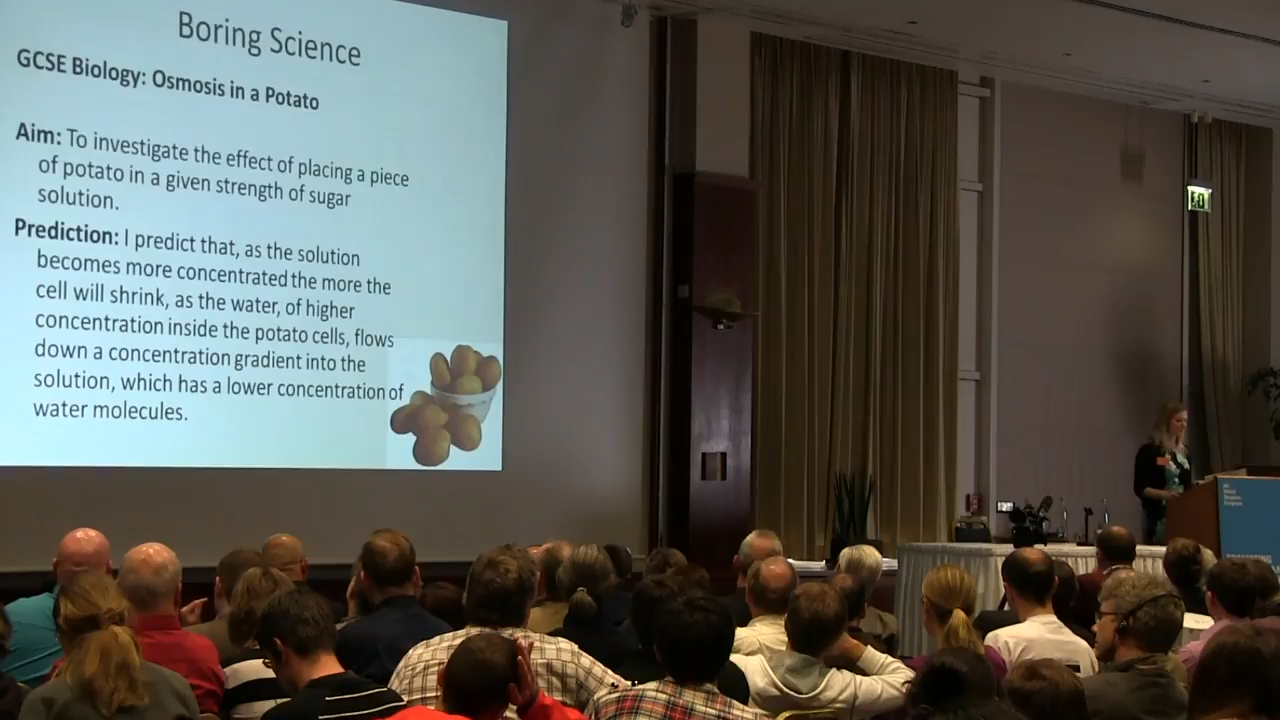 Boring Science
GCSE Biology: Osmosis in a Potato
Aim: To investigate the effect of placing a piece
of potato in a given strength of sugar
solution.
Prediction: I predict that, as the solution
becomes more concentrated the more the
cell will shrink, as the water, of higher
concentration inside the potato cells, flows
down a concentration gradient into the
solution, which has a lower concentration of
water molecules.